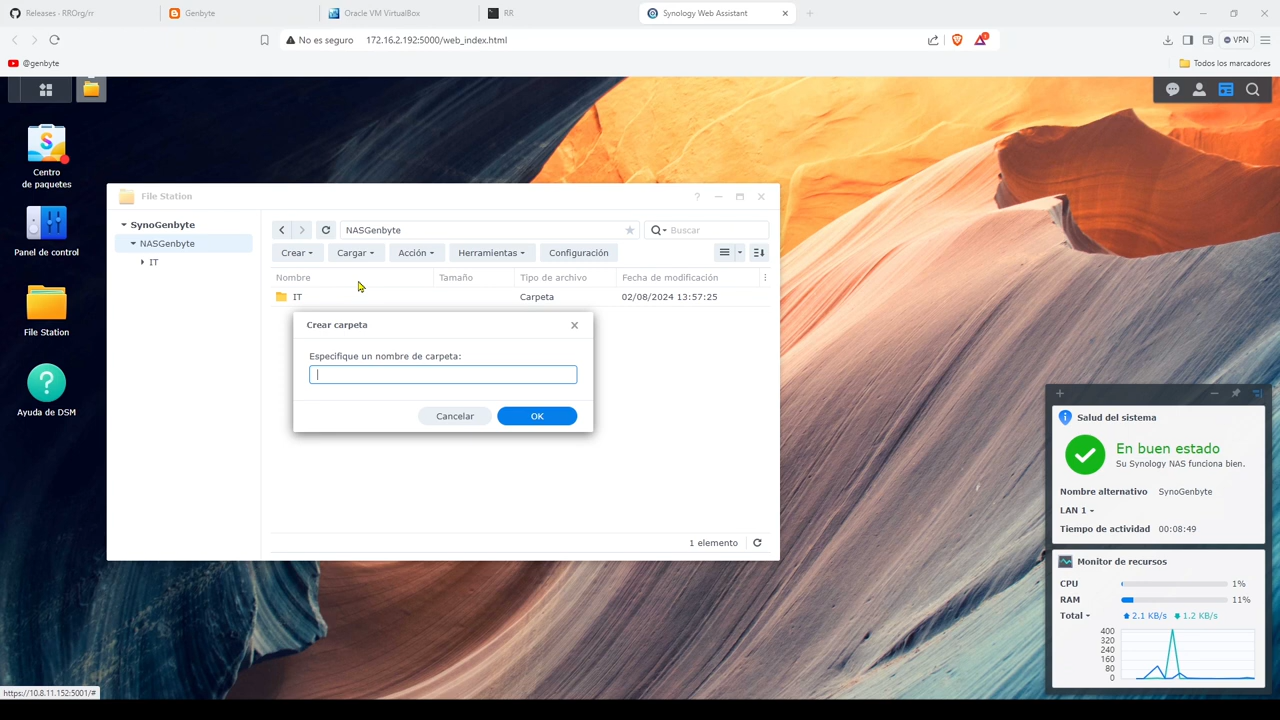 Releases - RROrg/rr
Genbyte
Oracle VM VirtualBox
RR
Synology Web Assistant
No es seguro 172.16.2.192:5000/web_index.html
VPN
@genbyte
Todos los marcadores
Centro
de paquetes
Panel de control
File Station
Ayuda de DSM
File Station
SynoGenbyte
NASGenbyte
IT
NASGenbyte
Buscar
Crear
Cargar
Acción
Herramientas
Configuración
Nombre Tamaño Tipo de archivo Fecha de modificación
IT Carpeta 02/08/2024 13:57:25
Crear carpeta
Especifique un nombre de carpeta:
Cancelar
OK
1 elemento
Salud del sistema
En buen estado
Su Synology NAS funciona bien.
Nombre alternativo SynoGenbyte
LAN 1
Tiempo de actividad 00:08:49
Monitor de recursos
CPU 1%
RAM 11%
Total 2.1 KB/s 1.2 KB/s
400
320
240
160
80
0
https://10.8.11.152:5001/#